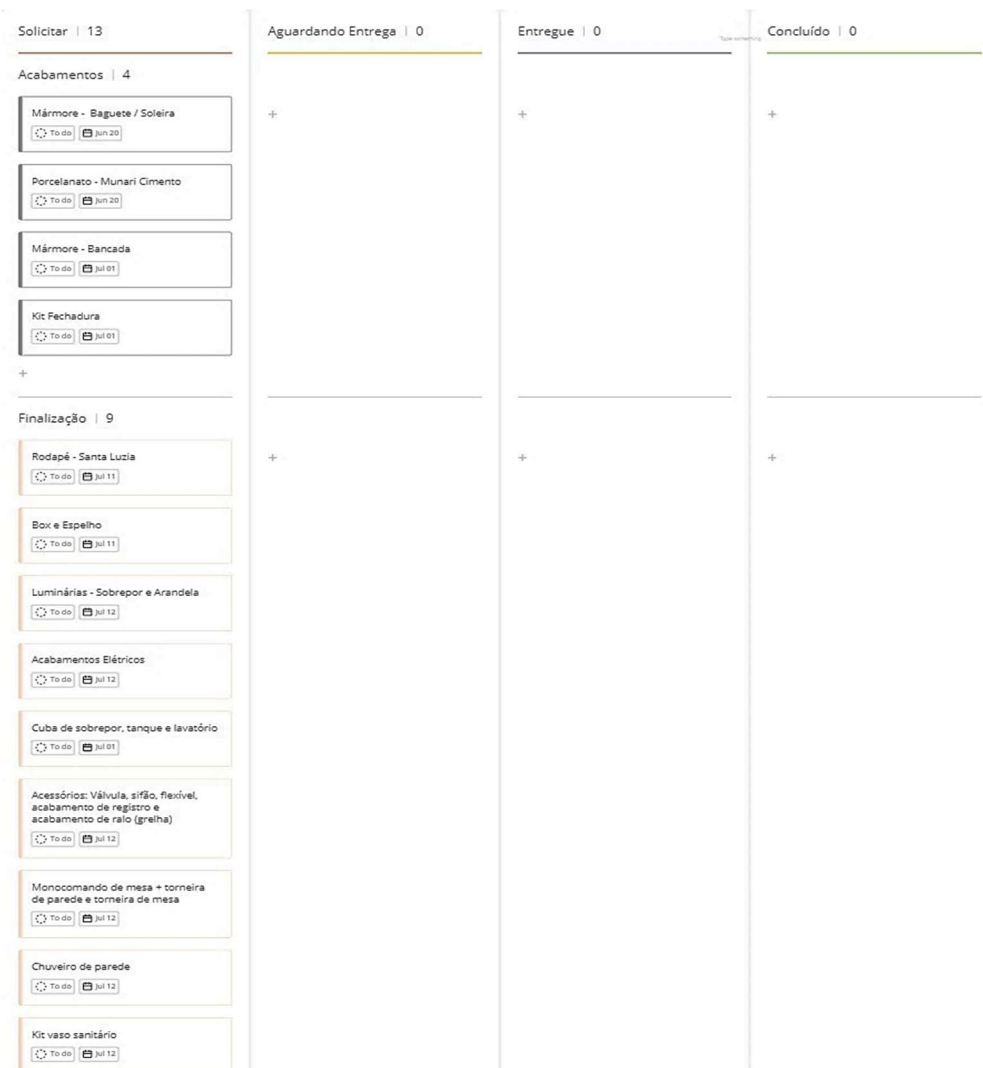 Solicitar | 13
Aguardando Entrega | 0
Entregue | 0
Concluído | 0
Acabamentos | 4
Mármore - Baguete / Soleira
To do Jun 20
Porcelanato - Munari Cimento
To do Jun 20
Mármore - Bancada
To do Jul 01
Kit Fechadura
To do Jul 01
+
+
+
+
Finalização | 9
Rodapé - Santa Luzia
To do Jul 11
Box e Espelho
To do Jul 11
Luminárias - Sobrepor e Arandela
To do Jul 12
Acabamentos Elétricos
To do Jul 12
Cuba de sobrepor, tanque e lavatório
To do Jul 01
Acessórios: Válvula, sifão, flexível,
acabamento de registro e
acabamento de ralo (grelha)
To do Jul 12
Monocomando de mesa + torneira
de parede e torneira de mesa
To do Jul 12
Chuveiro de parede
To do Jul 12
Kit vaso sanitário
To do Jul 12
+
+
+